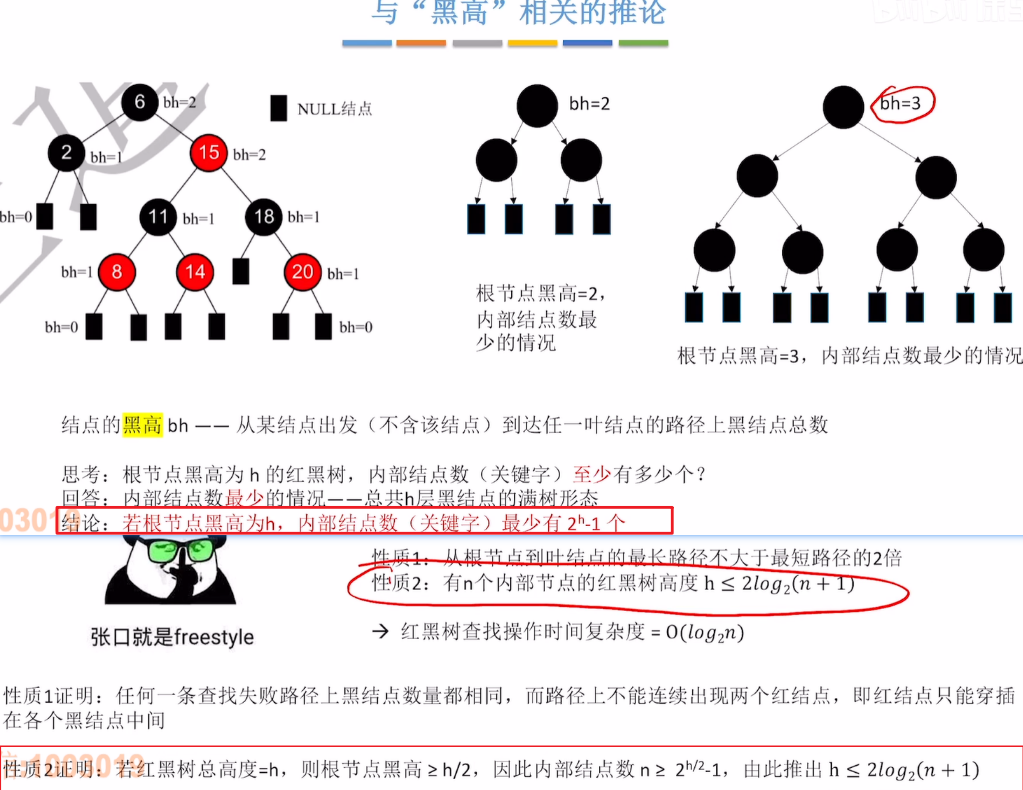 与“黑高”相关的推论
6 bh=2
NULL结点
2 bh=1
15 bh=2
bh=0
11 bh=1
18 bh=1
bh=1 8
14
20 bh=1
bh=0
bh=0
bh=2
根节点黑高=2，
内部结点数最
少的情况
bh=3
根节点黑高=3，内部结点数最少的情况
结点的黑高 bh —— 从某结点出发（不含该结点）到达任一叶结点的路径上黑结点总数
思考：根节点黑高为 h 的红黑树，内部结点数（关键字）至少有多少个？
回答：内部结点数最少的情况——总共h层黑结点的满树形态
结论：若根节点黑高为h，内部结点数（关键字）最少有 2ʰ-1 个
性质1：从根节点到叶结点的最长路径不大于最短路径的2倍
性质2：有n个内部节点的红黑树高度 h ≤ 2log₂(n + 1)
→ 红黑树查找操作时间复杂度 = O(log₂n)
张口就是freestyle
性质1证明：任何一条查找失败路径上黑结点数量都相同，而路径上不能连续出现两个红结点，即红结点只能穿插
在各个黑结点中间
性质2证明：若红黑树总高度=h，则根节点黑高 ≥ h/2，因此内部结点数 n ≥ 2^{h/2}-1，由此推出 h ≤ 2log₂(n + 1)